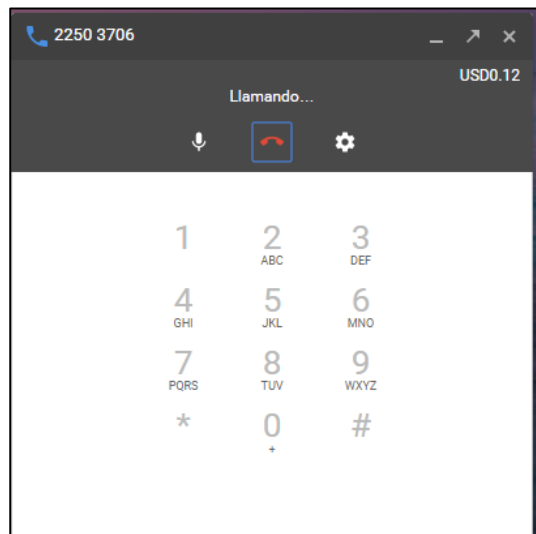 2250 3706
USD0.12
Llamando...
1 2 3
ABC DEF
4 5 6
GHI JKL MNO
7 8 9
PQRS TUV WXYZ
* 0 #
+